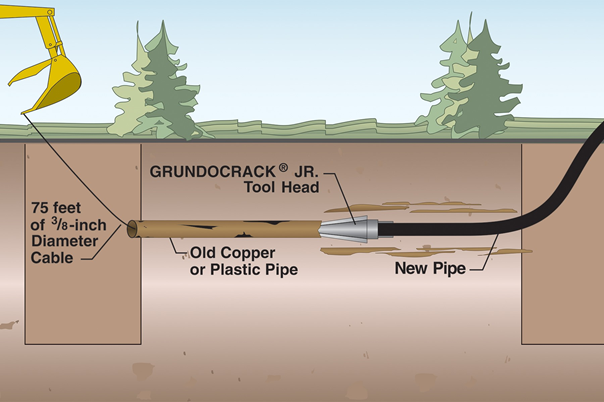 GRUNDOCRACK® JR.
Tool Head
75 feet
of 3/8-inch
Diameter
Cable
Old Copper
or Plastic Pipe
New Pipe